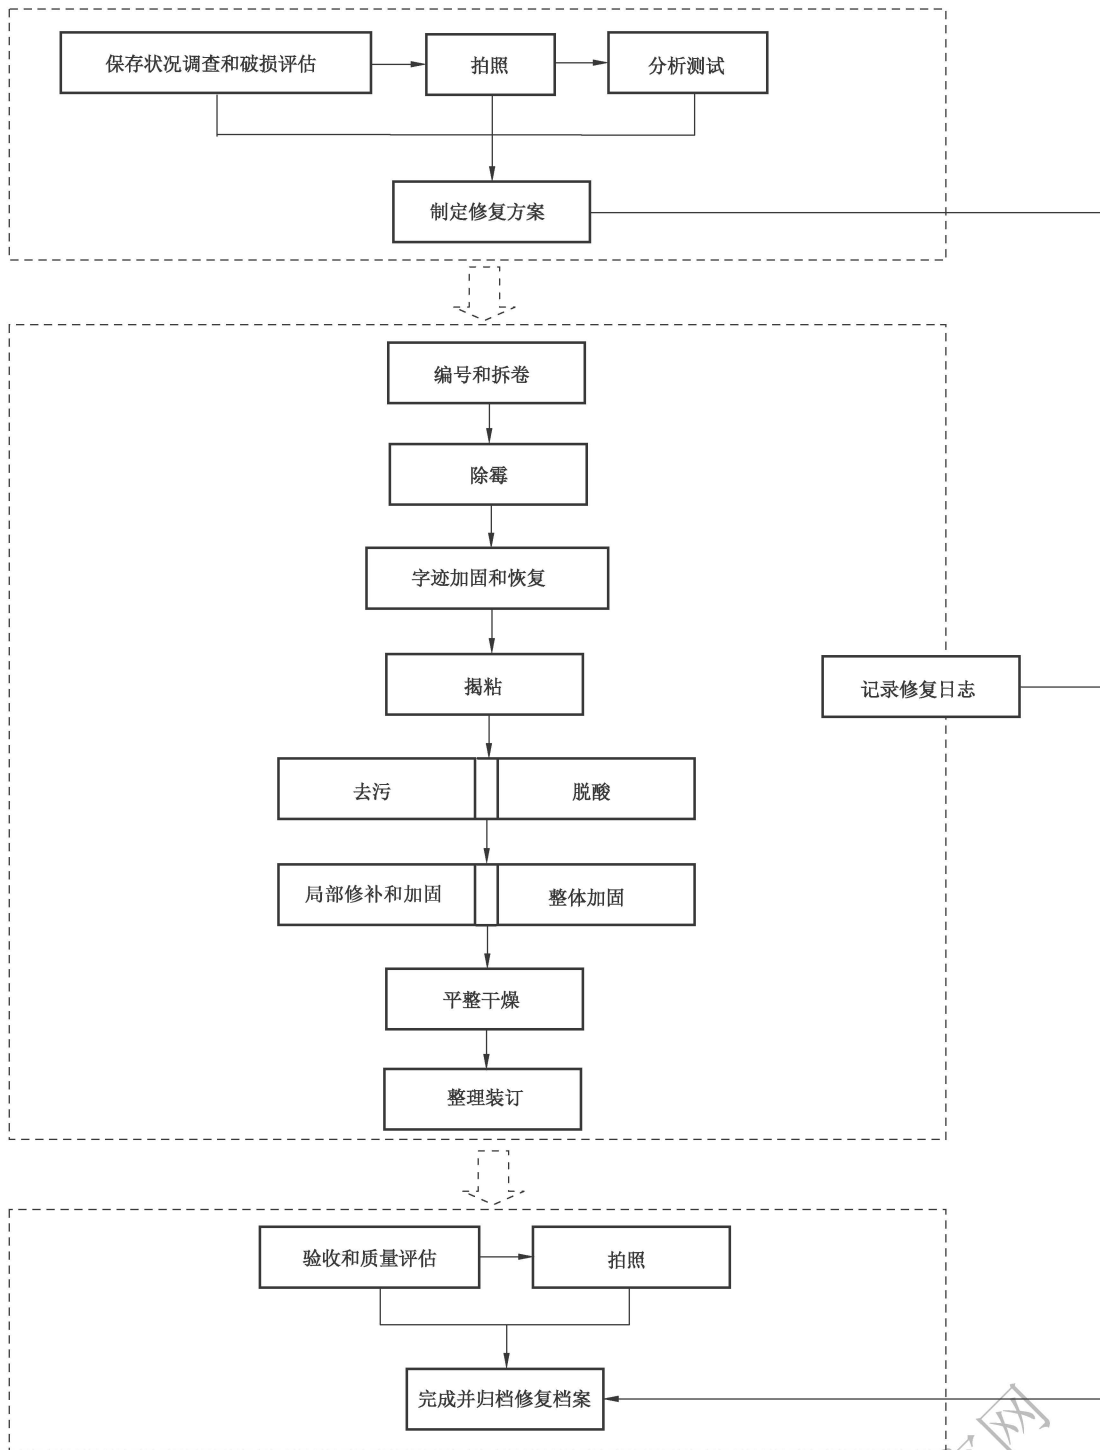 保存状况调查和破损评估
拍照
分析测试
制定修复方案
编号和拆卷
除霉
字迹加固和恢复
揭粘
记录修复日志
去污
脱酸
局部修补和加固
整体加固
平整干燥
整理装订
验收和质量评估
拍照
完成并归档修复档案
网